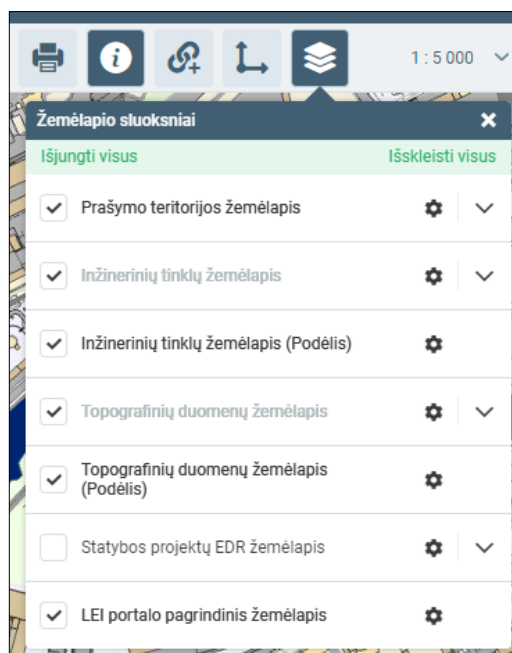 1 : 5 000
Žemėlapio sluoksniai
Išjungti visus
Išskleisti visus
Prašymo teritorijos žemėlapis
Inžinerinių tinklų žemėlapis
Inžinerinių tinklų žemėlapis (Podėlis)
Topografinių duomenų žemėlapis
Topografinių duomenų žemėlapis
(Podėlis)
Statybos projektų EDR žemėlapis
LEI portalo pagrindinis žemėlapis